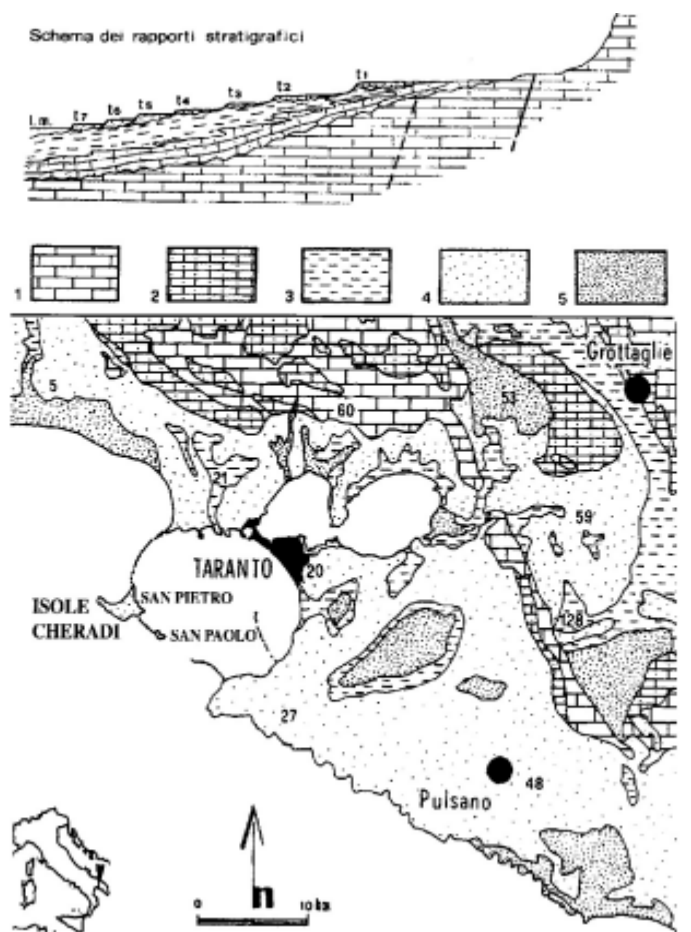 Schema dei rapporti stratigrafici
t1
t2
t3
t4
t5
t6
t7
l.m.
1 2 3 4 5
Grottaglie
5
53
60
21
59
TARANTO
20
ISOLE
CHERADI
SAN PIETRO
128
SAN PAOLO
27
48
Pulsano
n
0 10 km